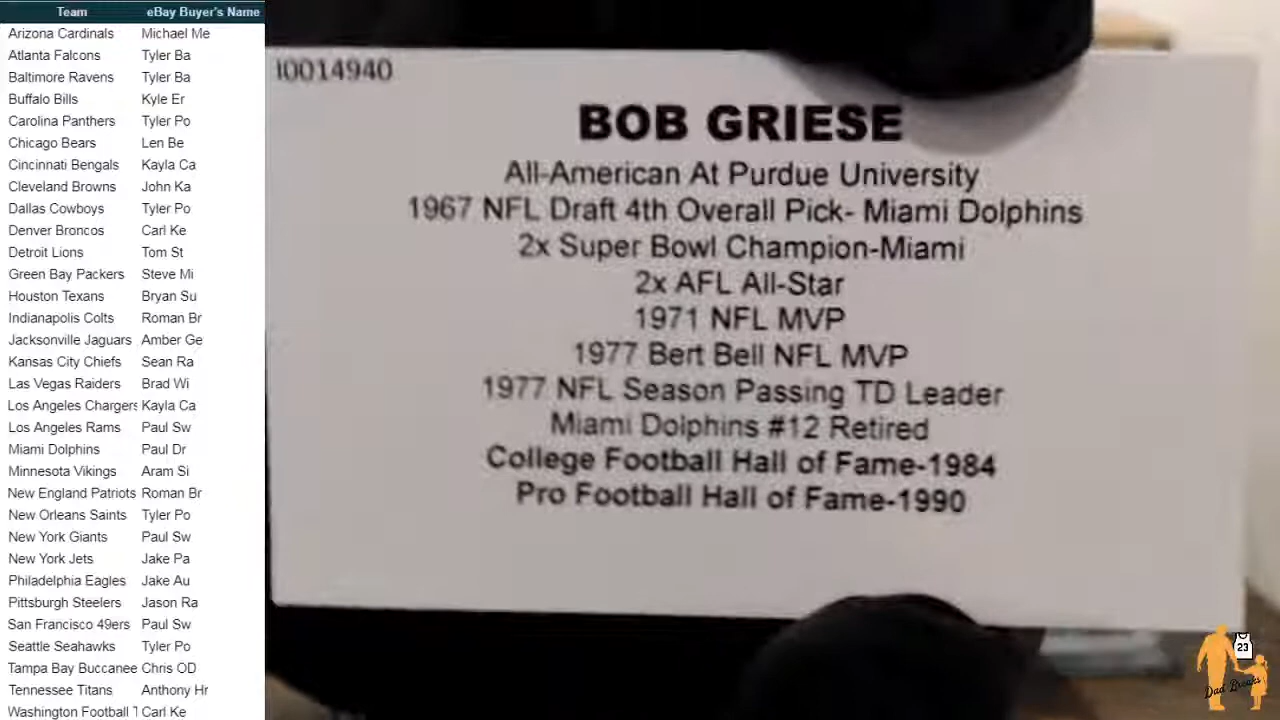 Team eBay Buyer's Name
Arizona Cardinals Michael Me
Atlanta Falcons Tyler Ba
Baltimore Ravens Tyler Ba
Buffalo Bills Kyle Er
Carolina Panthers Tyler Po
Chicago Bears Len Be
Cincinnati Bengals Kayla Ca
Cleveland Browns John Ka
Dallas Cowboys Tyler Po
Denver Broncos Carl Ke
Detroit Lions Tom St
Green Bay Packers Steve Mi
Houston Texans Bryan Su
Indianapolis Colts Roman Br
Jacksonville Jaguars Amber Ge
Kansas City Chiefs Sean Ra
Las Vegas Raiders Brad Wi
Los Angeles Chargers Kayla Ca
Los Angeles Rams Paul Sw
Miami Dolphins Paul Dr
Minnesota Vikings Aram Si
New England Patriots Roman Br
New Orleans Saints Tyler Po
New York Giants Paul Sw
New York Jets Jake Pa
Philadelphia Eagles Jake Au
Pittsburgh Steelers Jason Ra
San Francisco 49ers Paul Sw
Seattle Seahawks Tyler Po
Tampa Bay Buccanee Chris OD
Tennessee Titans Anthony Hr
Washington Football T Carl Ke
I0014940
BOB GRIESE
All-American At Purdue University
1967 NFL Draft 4th Overall Pick- Miami Dolphins
2x Super Bowl Champion-Miami
2x AFL All-Star
1971 NFL MVP
1977 Bert Bell NFL MVP
1977 NFL Season Passing TD Leader
Miami Dolphins #12 Retired
College Football Hall of Fame-1984
Pro Football Hall of Fame-1990
23
Dad Breaks